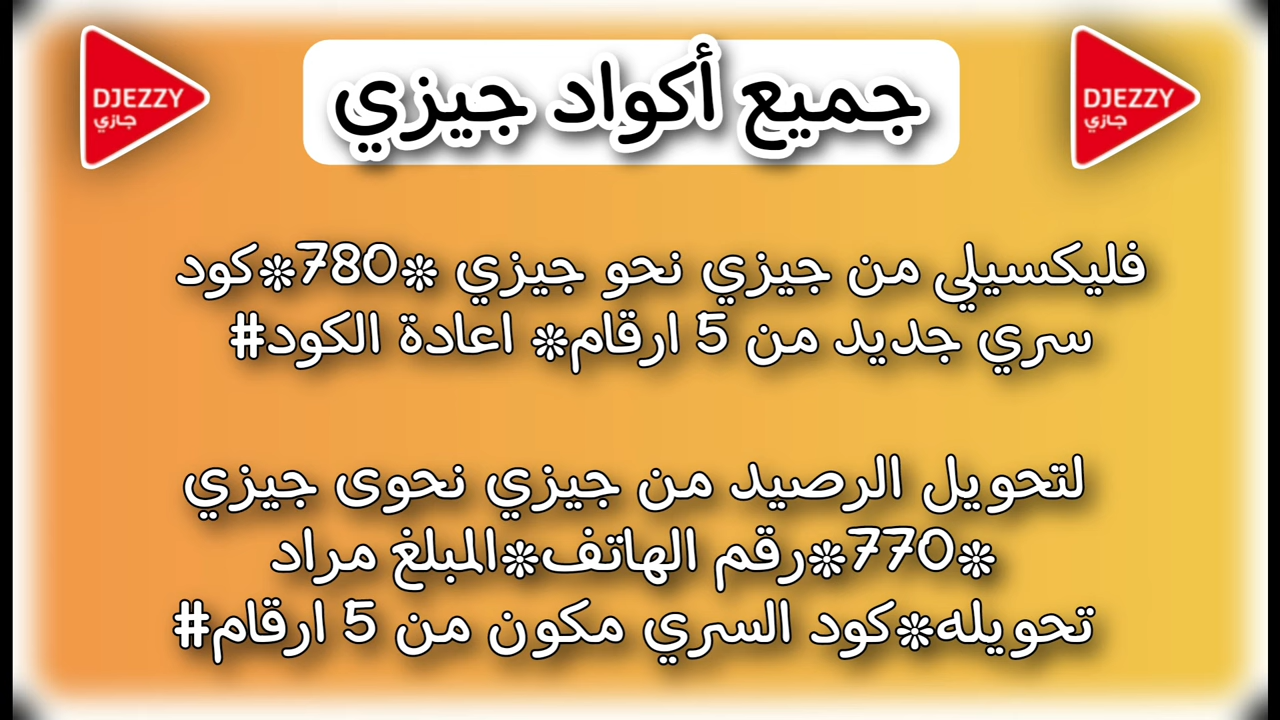 DJEZZY
جازي
جميع أكواد جيزي
DJEZZY
جازي
فليكسيلي من جيزي نحو جيزي *780*كود
سري جديد من 5 ارقام* اعادة الكود#
لتحويل الرصيد من جيزي نحوى جيزي
*770*رقم الهاتف*المبلغ مراد
تحويله*كود السري مكون من 5 ارقام#